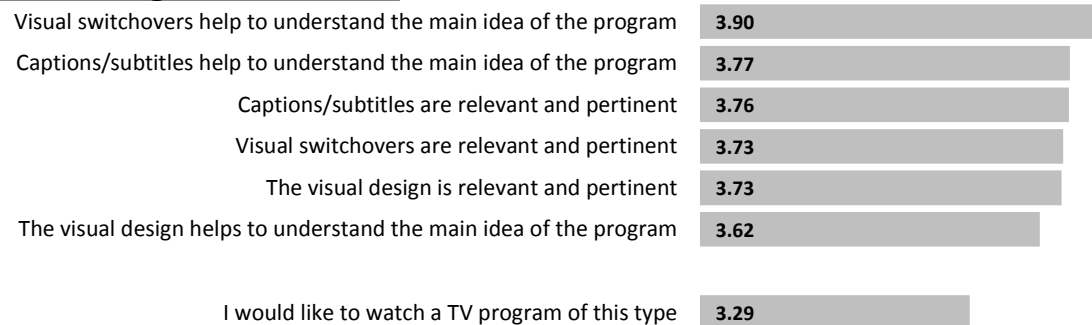 Visual switchovers help to understand the main idea of the program 3.90
Captions/subtitles help to understand the main idea of the program 3.77
Captions/subtitles are relevant and pertinent 3.76
Visual switchovers are relevant and pertinent 3.73
The visual design is relevant and pertinent 3.73
The visual design helps to understand the main idea of the program 3.62
I would like to watch a TV program of this type 3.29